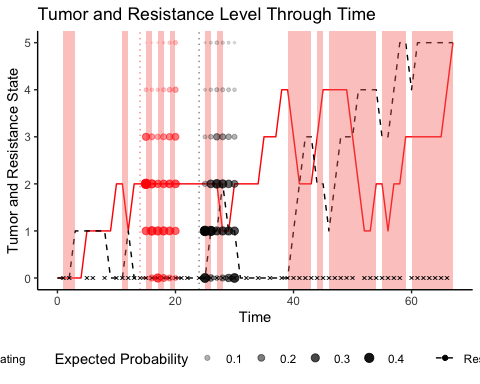 Tumor and Resistance Level Through Time
Tumor and Resistance State
5
4
3
2
1
0
0 20 40 60
Time
ating Expected Probability 0.1 0.2 0.3 0.4 Res